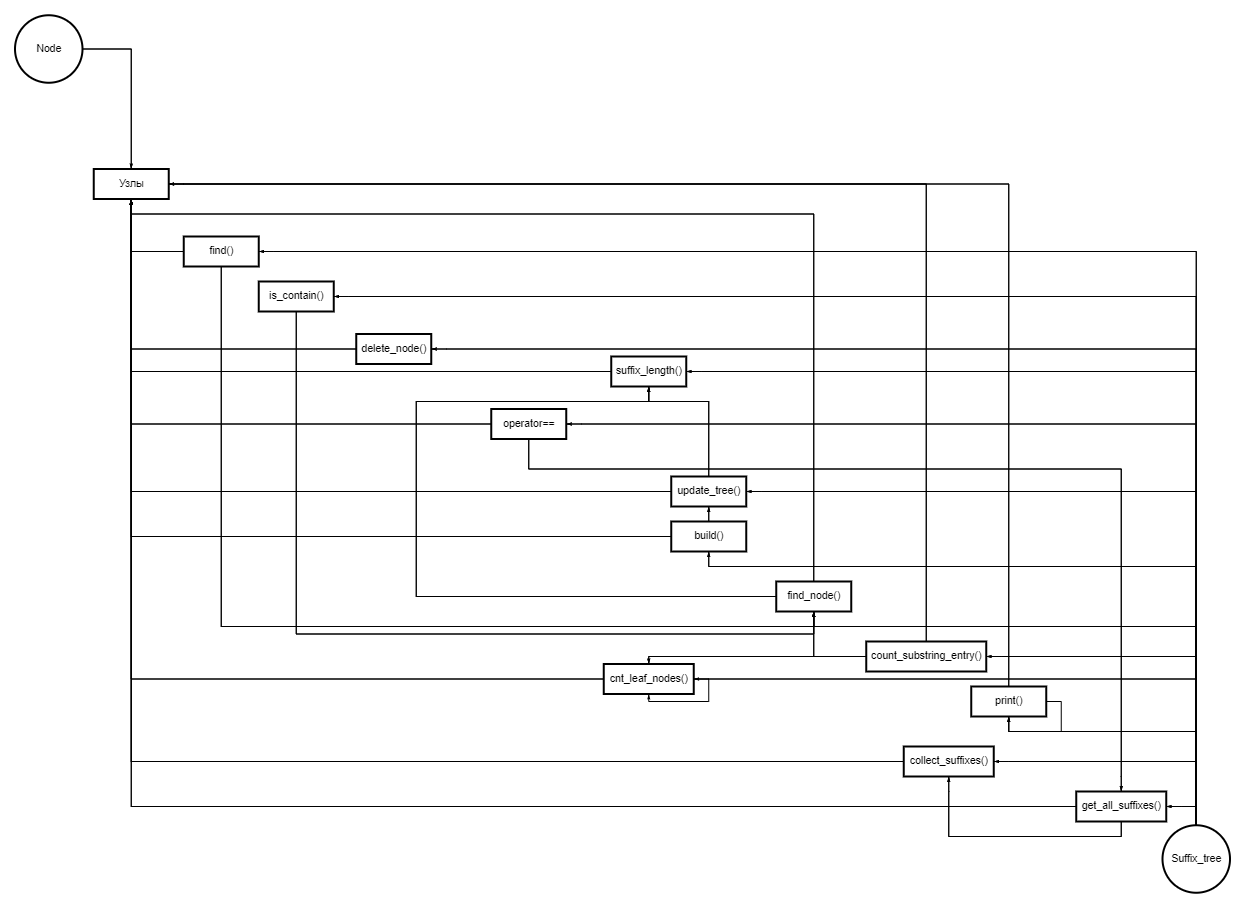 Node
Узлы
find()
is_contain()
delete_node()
suffix_length()
operator==
update_tree()
build()
find_node()
count_substring_entry()
cnt_leaf_nodes()
print()
collect_suffixes()
get_all_suffixes()
Suffix_tree